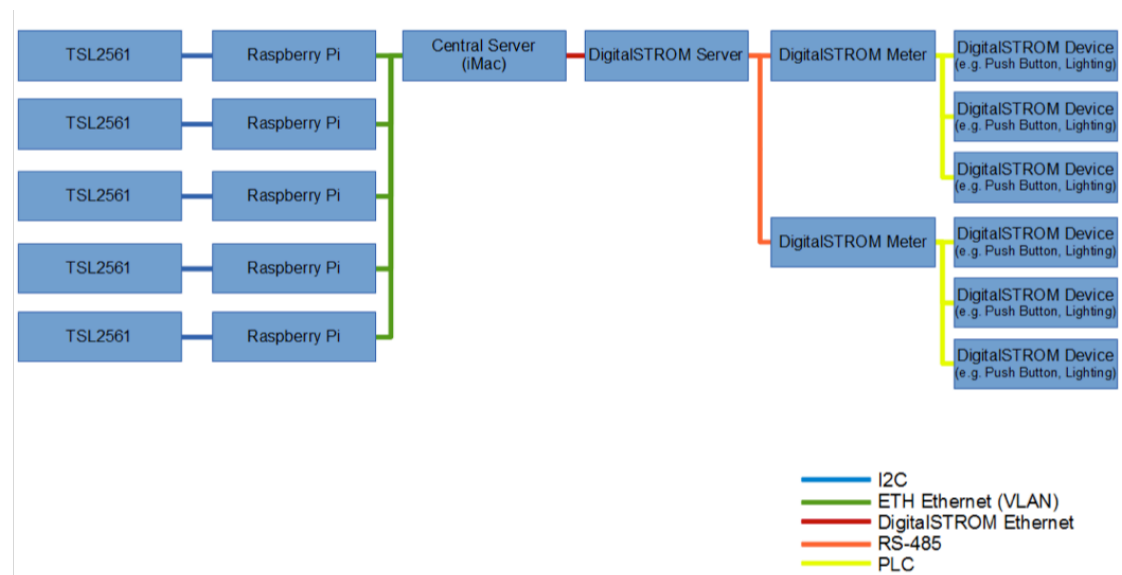 TSL2561
Raspberry Pi
Central Server
(iMac)
DigitalSTROM Server
DigitalSTROM Meter
DigitalSTROM Device
(e.g. Push Button, Lighting)
TSL2561
Raspberry Pi
DigitalSTROM Device
(e.g. Push Button, Lighting)
TSL2561
Raspberry Pi
DigitalSTROM Device
(e.g. Push Button, Lighting)
TSL2561
Raspberry Pi
DigitalSTROM Meter
DigitalSTROM Device
(e.g. Push Button, Lighting)
DigitalSTROM Device
(e.g. Push Button, Lighting)
TSL2561
Raspberry Pi
DigitalSTROM Device
(e.g. Push Button, Lighting)
I2C
ETH Ethernet (VLAN)
DigitalSTROM Ethernet
RS-485
PLC